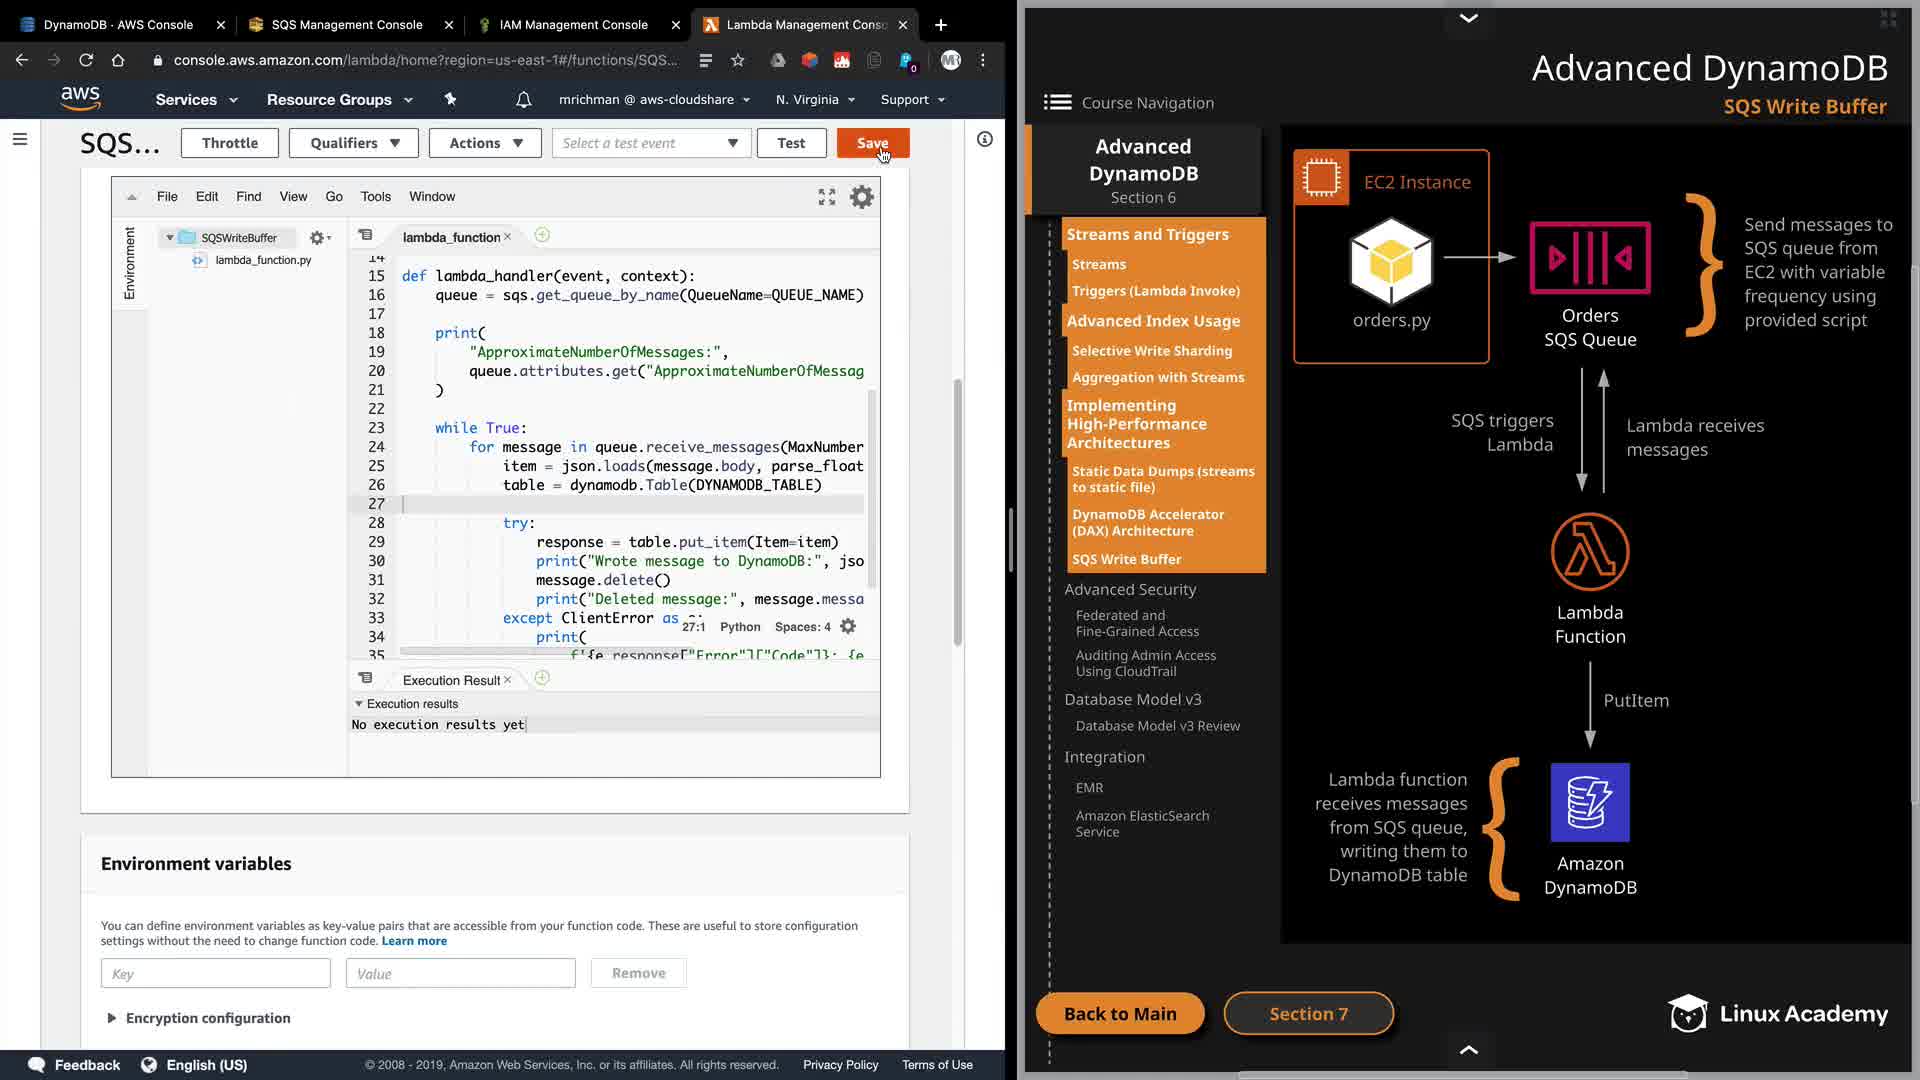 DynamoDB · AWS Console
SQS Management Console
IAM Management Console
Lambda Management Conso
console.aws.amazon.com/lambda/home?region=us-east-1#/functions/SQS...
0
aws
Services
Resource Groups
mrichman @ aws-cloudshare
N. Virginia
Support
SQS...
Throttle
Qualifiers
Actions
Select a test event
Test
Save
File Edit Find View Go Tools Window
Environment
SQSWriteBuffer
lambda_function.py
lambda_function
14
15 def lambda_handler(event, context):
16 queue = sqs.get_queue_by_name(QueueName=QUEUE_NAME)
17
18 print(
19 "ApproximateNumberOfMessages:",
20 queue.attributes.get("ApproximateNumberOfMessag
21 )
22
23 while True:
24 for message in queue.receive_messages(MaxNumber
25 item = json.loads(message.body, parse_float
26 table = dynamodb.Table(DYNAMODB_TABLE)
27
28 try:
29 response = table.put_item(Item=item)
30 print("Wrote message to DynamoDB:", jso
31 message.delete()
32 print("Deleted message:", message.messa
33 except ClientError as
34 print(
35 f'{e.response["Error"]["Code"]}: {e
27:1 Python Spaces: 4
Execution Result
Execution results
No execution results yet
Environment variables
You can define environment variables as key-value pairs that are accessible from your function code. These are useful to store configuration
settings without the need to change function code. Learn more
Key
Value
Remove
Encryption configuration
Feedback
English (US)
© 2008 - 2019, Amazon Web Services, Inc. or its affiliates. All rights reserved.
Privacy Policy
Terms of Use
Advanced DynamoDB
SQS Write Buffer
Course Navigation
Advanced
DynamoDB
Section 6
Streams and Triggers
Streams
Triggers (Lambda Invoke)
Advanced Index Usage
Selective Write Sharding
Aggregation with Streams
Implementing
High-Performance
Architectures
Static Data Dumps (streams
to static file)
DynamoDB Accelerator
(DAX) Architecture
SQS Write Buffer
Advanced Security
Federated and
Fine-Grained Access
Auditing Admin Access
Using CloudTrail
Database Model v3
Database Model v3 Review
Integration
EMR
Amazon ElasticSearch
Service
EC2 Instance
orders.py
Orders
SQS Queue
Send messages to
SQS queue from
EC2 with variable
frequency using
provided script
SQS triggers
Lambda
Lambda receives
messages
Lambda
Function
PutItem
Lambda function
receives messages
from SQS queue,
writing them to
DynamoDB table
Amazon
DynamoDB
Back to Main
Section 7
Linux Academy